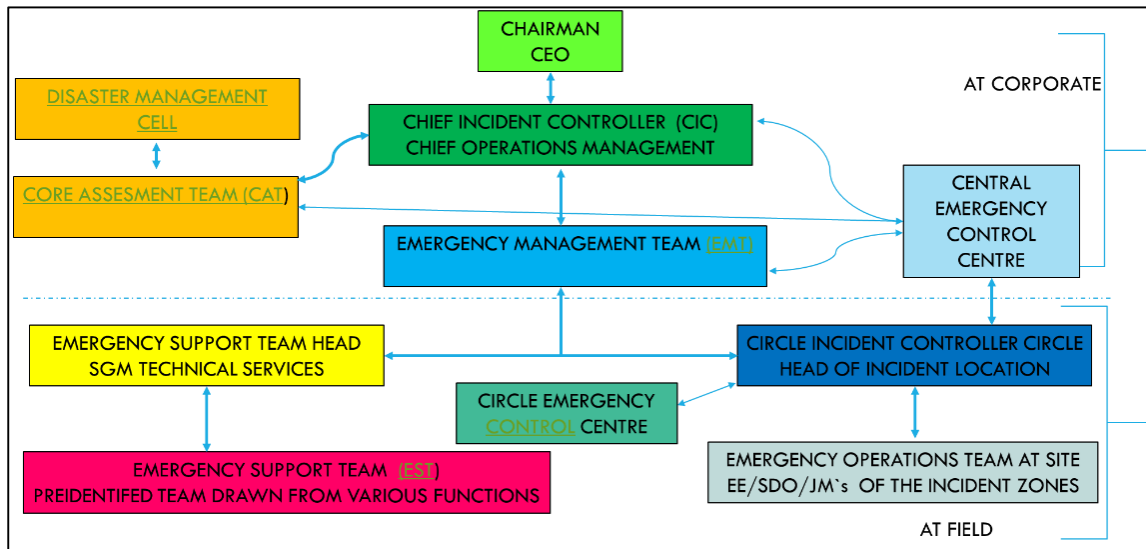 CHAIRMAN
CEO
AT CORPORATE
DISASTER MANAGEMENT
CELL
CHIEF INCIDENT CONTROLLER (CIC)
CHIEF OPERATIONS MANAGEMENT
CORE ASSESMENT TEAM (CAT)
CENTRAL
EMERGENCY
CONTROL
CENTRE
EMERGENCY MANAGEMENT TEAM (EMT)
EMERGENCY SUPPORT TEAM HEAD
SGM TECHNICAL SERVICES
CIRCLE INCIDENT CONTROLLER CIRCLE
HEAD OF INCIDENT LOCATION
CIRCLE EMERGENCY
CONTROL CENTRE
EMERGENCY SUPPORT TEAM (EST)
PREIDENTIFED TEAM DRAWN FROM VARIOUS FUNCTIONS
EMERGENCY OPERATIONS TEAM AT SITE
EE/SDO/JM`s OF THE INCIDENT ZONES
AT FIELD